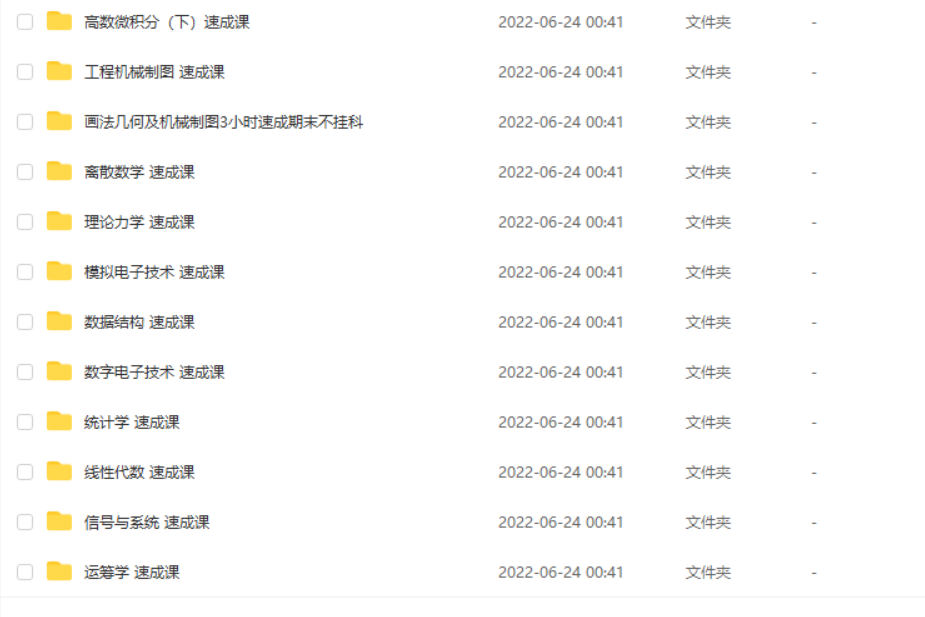 高数微积分（下）速成课 2022-06-24 00:41 文件夹 -
工程机械制图 速成课 2022-06-24 00:41 文件夹 -
画法几何及机械制图3小时速成期末不挂科 2022-06-24 00:41 文件夹 -
离散数学 速成课 2022-06-24 00:41 文件夹 -
理论力学 速成课 2022-06-24 00:41 文件夹 -
模拟电子技术 速成课 2022-06-24 00:41 文件夹 -
数据结构 速成课 2022-06-24 00:41 文件夹 -
数字电子技术 速成课 2022-06-24 00:41 文件夹 -
统计学 速成课 2022-06-24 00:41 文件夹 -
线性代数 速成课 2022-06-24 00:41 文件夹 -
信号与系统 速成课 2022-06-24 00:41 文件夹 -
运筹学 速成课 2022-06-24 00:41 文件夹 -